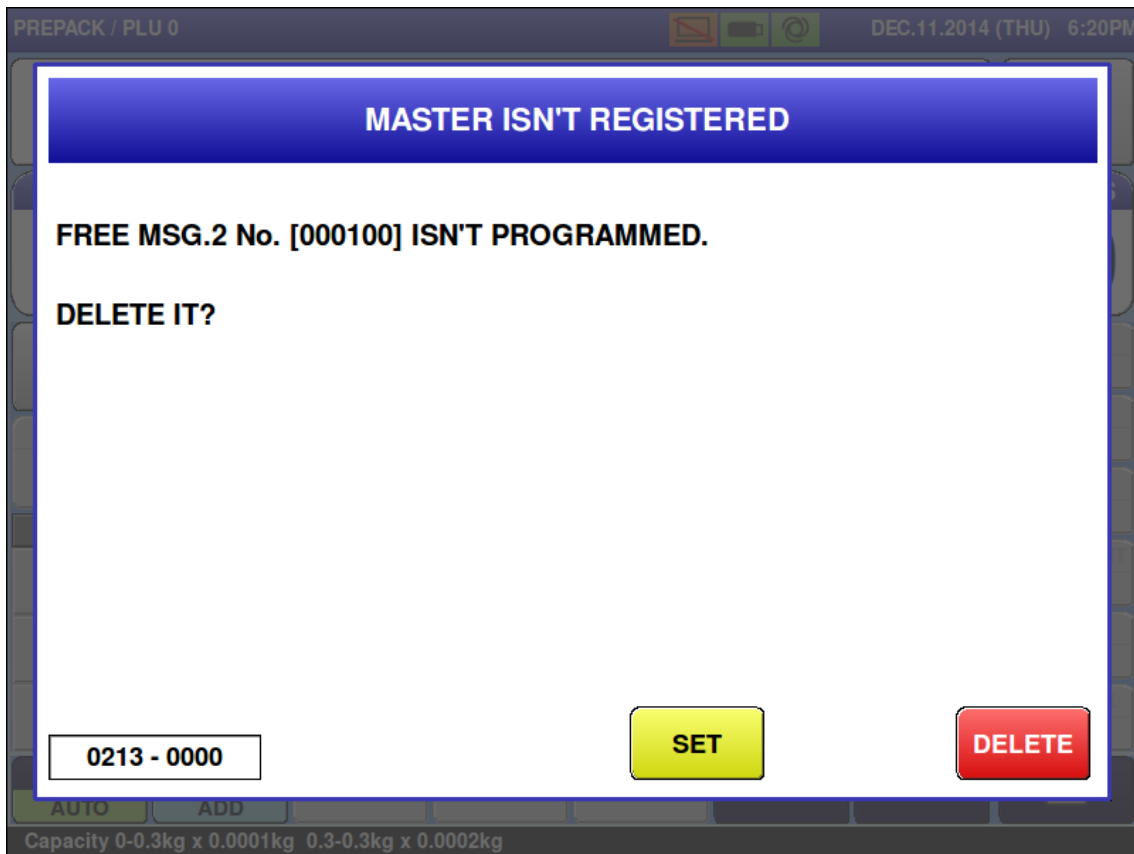 PREPACK / PLU 0
DEC.11.2014 (THU) 6:20PM
MASTER ISN'T REGISTERED
FREE MSG.2 No. [000100] ISN'T PROGRAMMED.
DELETE IT?
0213 - 0000
SET
DELETE
AUTO
ADD
Capacity 0-0.3kg x 0.0001kg 0.3-0.3kg x 0.0002kg